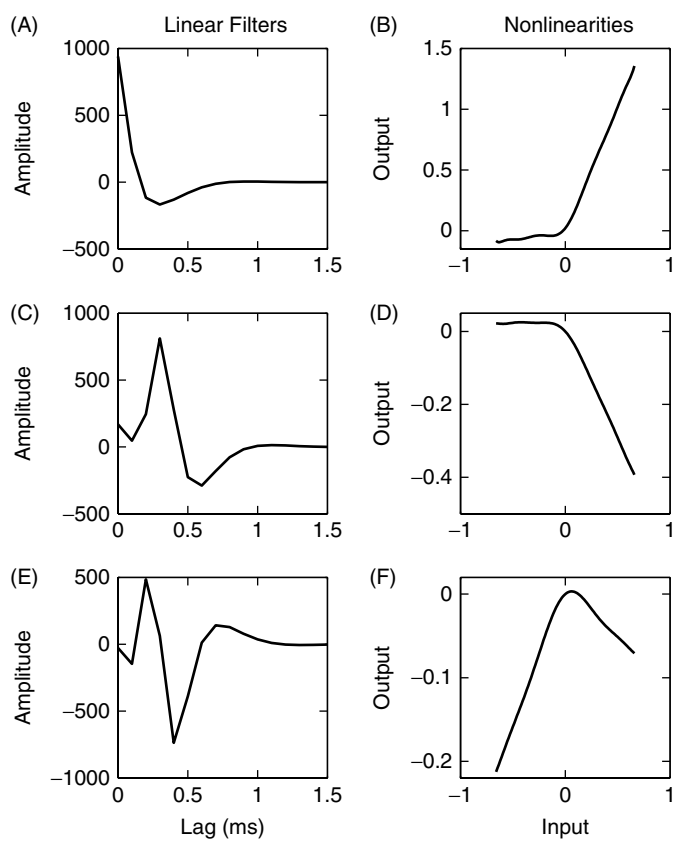 (A) Linear Filters
1000
500
0
−500
0 0.5 1 1.5
Amplitude
(B) Nonlinearities
1.5
1
0.5
0
−1 0 1
Output
(C)
1000
500
0
−500
0 0.5 1 1.5
Amplitude
(D)
0
−0.2
−0.4
−1 0 1
Output
(E)
500
0
−500
−1000
0 0.5 1 1.5
Amplitude
Lag (ms)
(F)
0
−0.1
−0.2
−1 0 1
Output
Input